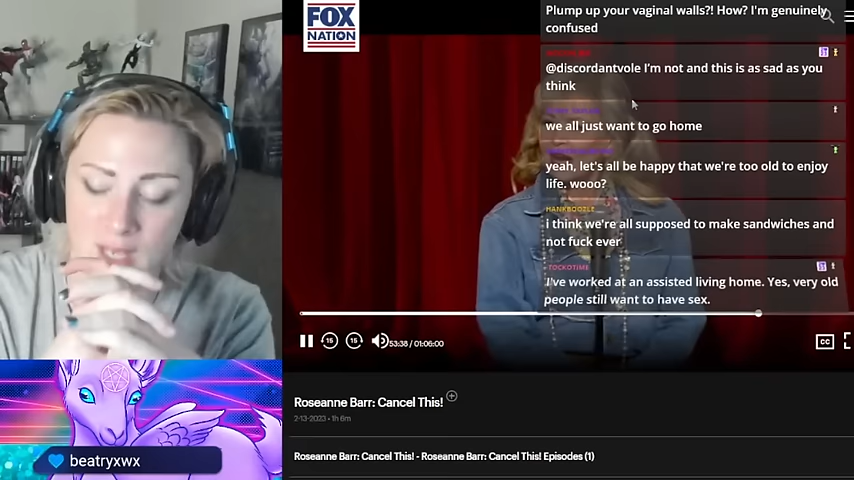 FOX
NATION
Plump up your vaginal walls?! How? I'm genuinely
confused
@discordantvole I'm not and this is as sad as you
think
we all just want to go home
yeah, let's all be happy that we're too old to enjoy
life. wooo?
HANKBOOZLE
i think we're all supposed to make sandwiches and
not fuck ever
TOCKOTIME
I've worked at an assisted living home. Yes, very old
people still want to have sex.
15
15
53:38 / 01:06:00
CC
Roseanne Barr: Cancel This!
2-13-2023 • 1h 6m
Roseanne Barr: Cancel This! - Roseanne Barr: Cancel This! Episodes (1)
beatryxwx